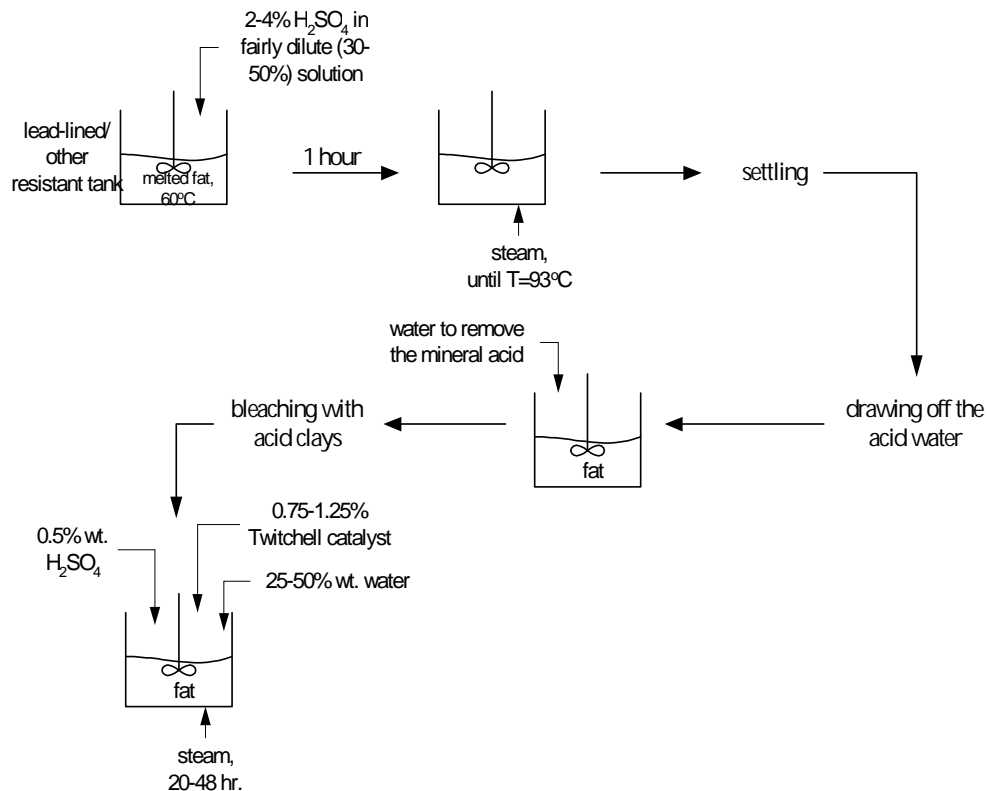 2-4% H₂SO₄ in
fairly dilute (30-
50%) solution
lead-lined/
other
resistant tank
melted fat,
60ºC
1 hour
steam,
until T=93ºC
settling
drawing off the
acid water
water to remove
the mineral acid
fat
bleaching with
acid clays
0.5% wt.
H₂SO₄
0.75-1.25%
Twitchell catalyst
25-50% wt. water
fat
steam,
20-48 hr.